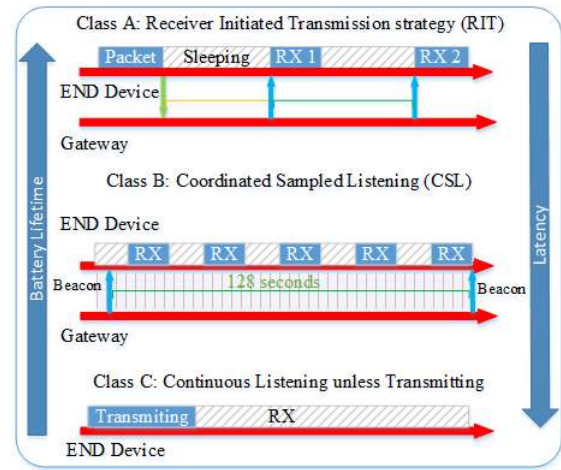 Class A: Receiver Initiated Transmission strategy (RIT)
Packet Sleeping RX 1 RX 2
END Device
Gateway
Class B: Coordinated Sampled Listening (CSL)
END Device
RX RX RX RX RX
Beacon 128 seconds Beacon
Gateway
Class C: Continuous Listening unless Transmitting
Transmiting RX
END Device
Battery Lifetime
Latency